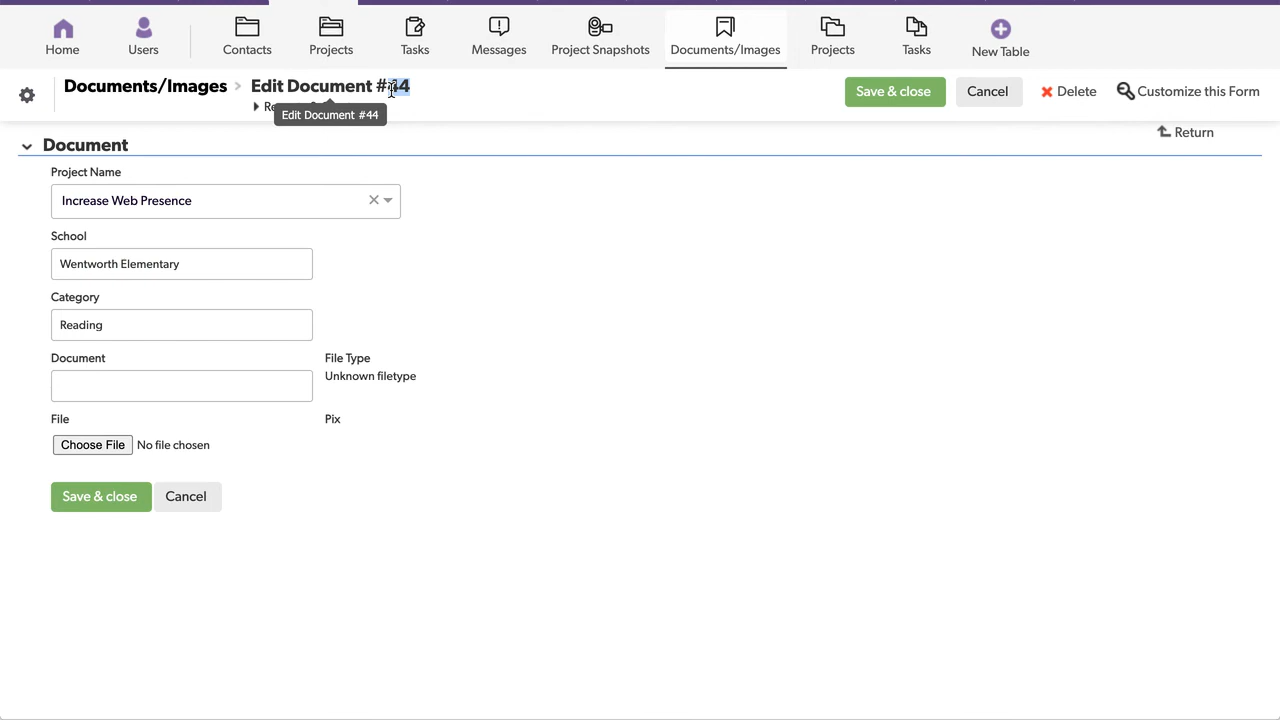 Home
Users
Contacts
Projects
Tasks
Messages
Project Snapshots
Documents/Images
Projects
Tasks
New Table
Documents/Images
Edit Document #44
Save & close
Cancel
Delete
Customize this Form
Edit Document #44
Return
Document
Project Name
Increase Web Presence
School
Wentworth Elementary
Category
Reading
Document
File Type
Unknown filetype
File
Pix
Choose File No file chosen
Save & close
Cancel